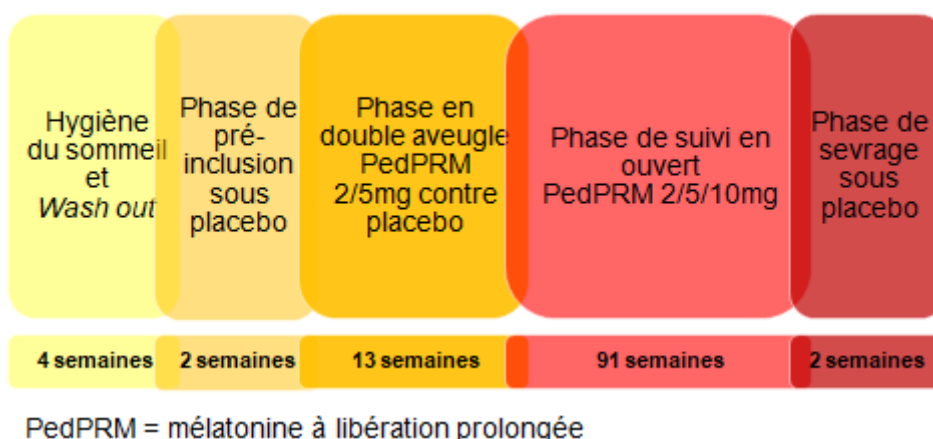 Hygiène
du sommeil
et
Wash out
Phase de
pré-
inclusion
sous
placebo
Phase en
double aveugle
PedPRM
2/5mg contre
placebo
Phase de suivi en
ouvert
PedPRM 2/5/10mg
Phase de
sevrage
sous
placebo
4 semaines
2 semaines
13 semaines
91 semaines
2 semaines
PedPRM = mélatonine à libération prolongée